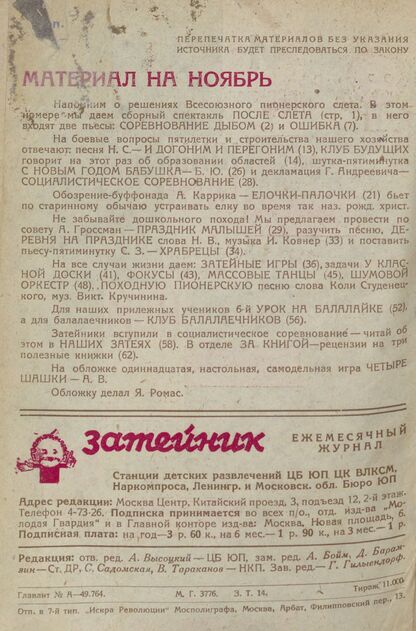 ПЕРЕПЕЧАТКА МАТЕРИАЛОВ БЕЗ УКАЗАНИЯ
ИСТОЧНИКА БУДЕТ ПРЕСЛЕДОВАТЬСЯ ПО ЗАКОНУ
МАТЕРИАЛ НА НОЯБРЬ
Напомним о решениях Всесоюзного пионерского слета. В этом
номере мы даем сборный спектакль ПОСЛЕ СЛЕТА (стр, 1), в него
входят две пьесы: СОРЕВНОВАНИЕ ДЫБОМ (2) и ОШИБКА (7).
На боевые вопросы пятилетки и строительства нашего хозяйства
отвечают песня Н. С.— И ДОГОНИМ И ПЕРЕГОНИМ (13), КЛУБ БУДУЩИХ
говорит на этот раз об образовании областей (14), шутка-пятиминутка
С НОВЫМ ГОДОМ БАБУШКА— Б. Ю. (26) и декламация Г. Андреевича—
СОЦИАЛИСТИЧЕСКОЕ СОРЕВНОВАНИЕ (28).
Обозрение-буффонада А. Каррика — ЕЛОЧКИ-ПАЛОЧКИ (21) бьет
по старинному обычаю устраивать елку во время так наз. рожд. христ.
Не забывайте дошкольного похода! Мы предлагаем провести по
совету А. Гроссман — ПРАЗДНИК МАЛЫШЕЙ (29), разучить песню, ДЕ-
РЕВНЯ НА ПРАЗДНИКЕ слова Н. В., музыка И. Ковнер (33) и поставить
пьесу-пятиминутку С. З. — ХРАБРЕЦЫ (34).
На все случаи жизни даем: ЗАТЕЙНЫЕ ИГРЫ (36), задачи У КЛАС-
НОЙ ДОСКИ (41), ФОКУСЫ (43), МАССОВЫЕ ТАНЦЫ (45), ШУМОВОЙ
ОРКЕСТР (48), ПОХОДНУЮ ПИОНЕРСКУЮ песню слова Коли Студенец-
кого, муз. Викт. Кручинина.
Для наших прилежных учеников 6-й УРОК НА БАЛАЛАЙКЕ (52),
а для балалаечников — КЛУБ БАЛАЛАЕЧНИКОВ (56).
Затейники вступили в социалистическое соревнование — читай об
этом в НАШИХ ЗАТЕЯХ (58). В отделе ЗА КНИГОЙ—рецензии на три
полезные книжки (62).
На обложке одиннадцатая, настольная, самодельная игра ЧЕТЫРЕ
ШАШКИ — А. В.
Обложку делал Я. Ромас.
затейник
ЕЖЕМЕСЯЧНЫЙ
ЖУРНАЛ
Станции детских развлечений ЦБ ЮП ЦК ВЛКСМ,
Наркомпроса, Ленингр. и Московск. обл. Бюро ЮП
Адрес редакции: Москва Центр, Китайский проезд, 3, подъезд 12, 2-й этаж.
Телефон 4-73-26. Подписка принимается во всех п/о., отд. изд-ва „Мо-
лодая Гвардия" и в Главной конторе изд-ва: Москва. Новая площадь, 6.
Подписная плата: на год—3 р. 60 к., на 6 мес.— 1 р. 90 к., на 3 мес.— 1 р.
Редакция: отв. ред. А. Высоцкий — ЦБ ЮП, зам. ред. А. Бойм, Д. Барам-
зин—Ст. ДР, С. Садомская, В. Тараканов — НКП. Зав. ред.— Г. Гильендорф.
Главлит № А—49.764. М. Г. 3776. З. Т. 14. Тираж 11.000
Отп. в 7-й тип. „Искра Революции" Мосполиграфа, Москва, Арбат, Филипповский пер., 13.